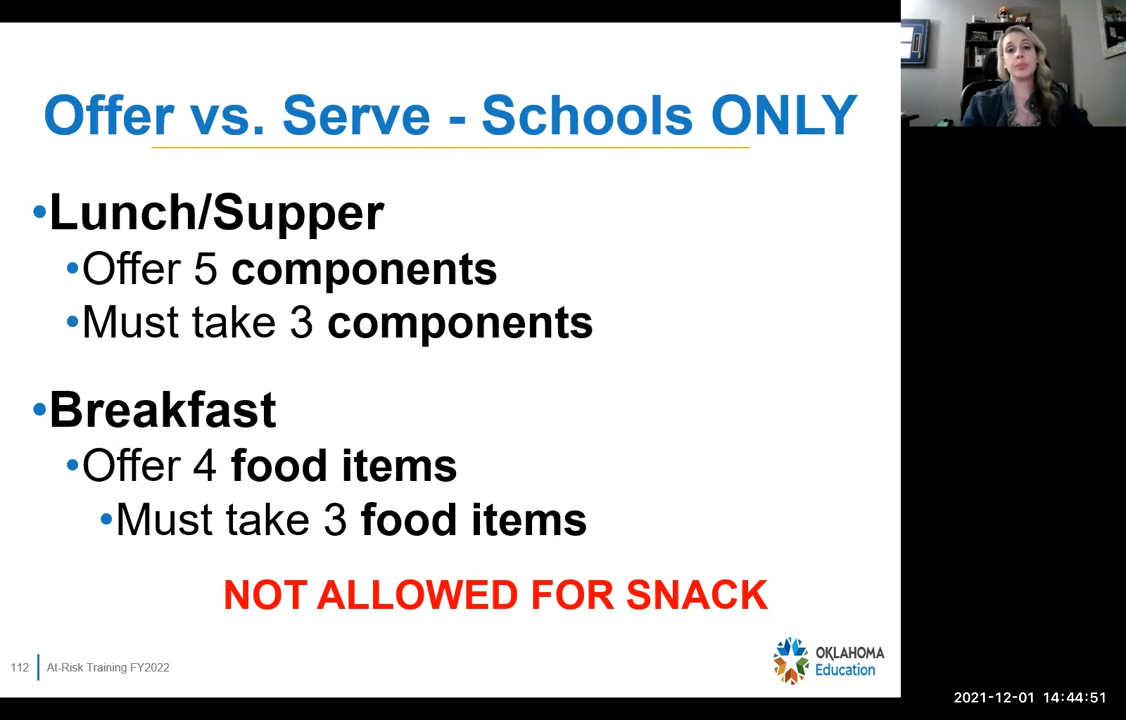 Offer vs. Serve - Schools ONLY
•Lunch/Supper
•Offer 5 components
•Must take 3 components
•Breakfast
•Offer 4 food items
•Must take 3 food items
NOT ALLOWED FOR SNACK
112
At-Risk Training FY2022
OKLAHOMA
Education
2021-12-01 14:44:51